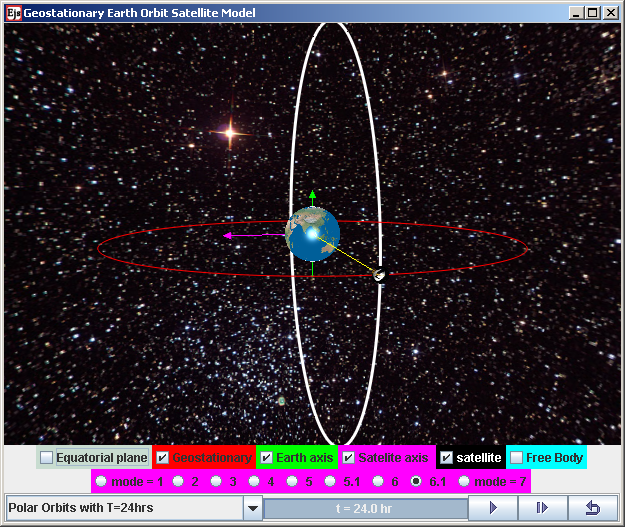 Ejs Geostationary Earth Orbit Satellite Model
Equatorial plane Geostationary Earth axis Satelite axis satellite Free Body
mode = 1 2 3 4 5 5.1 6 6.1 mode = 7
Polar Orbits with T=24hrs t = 24.0 hr